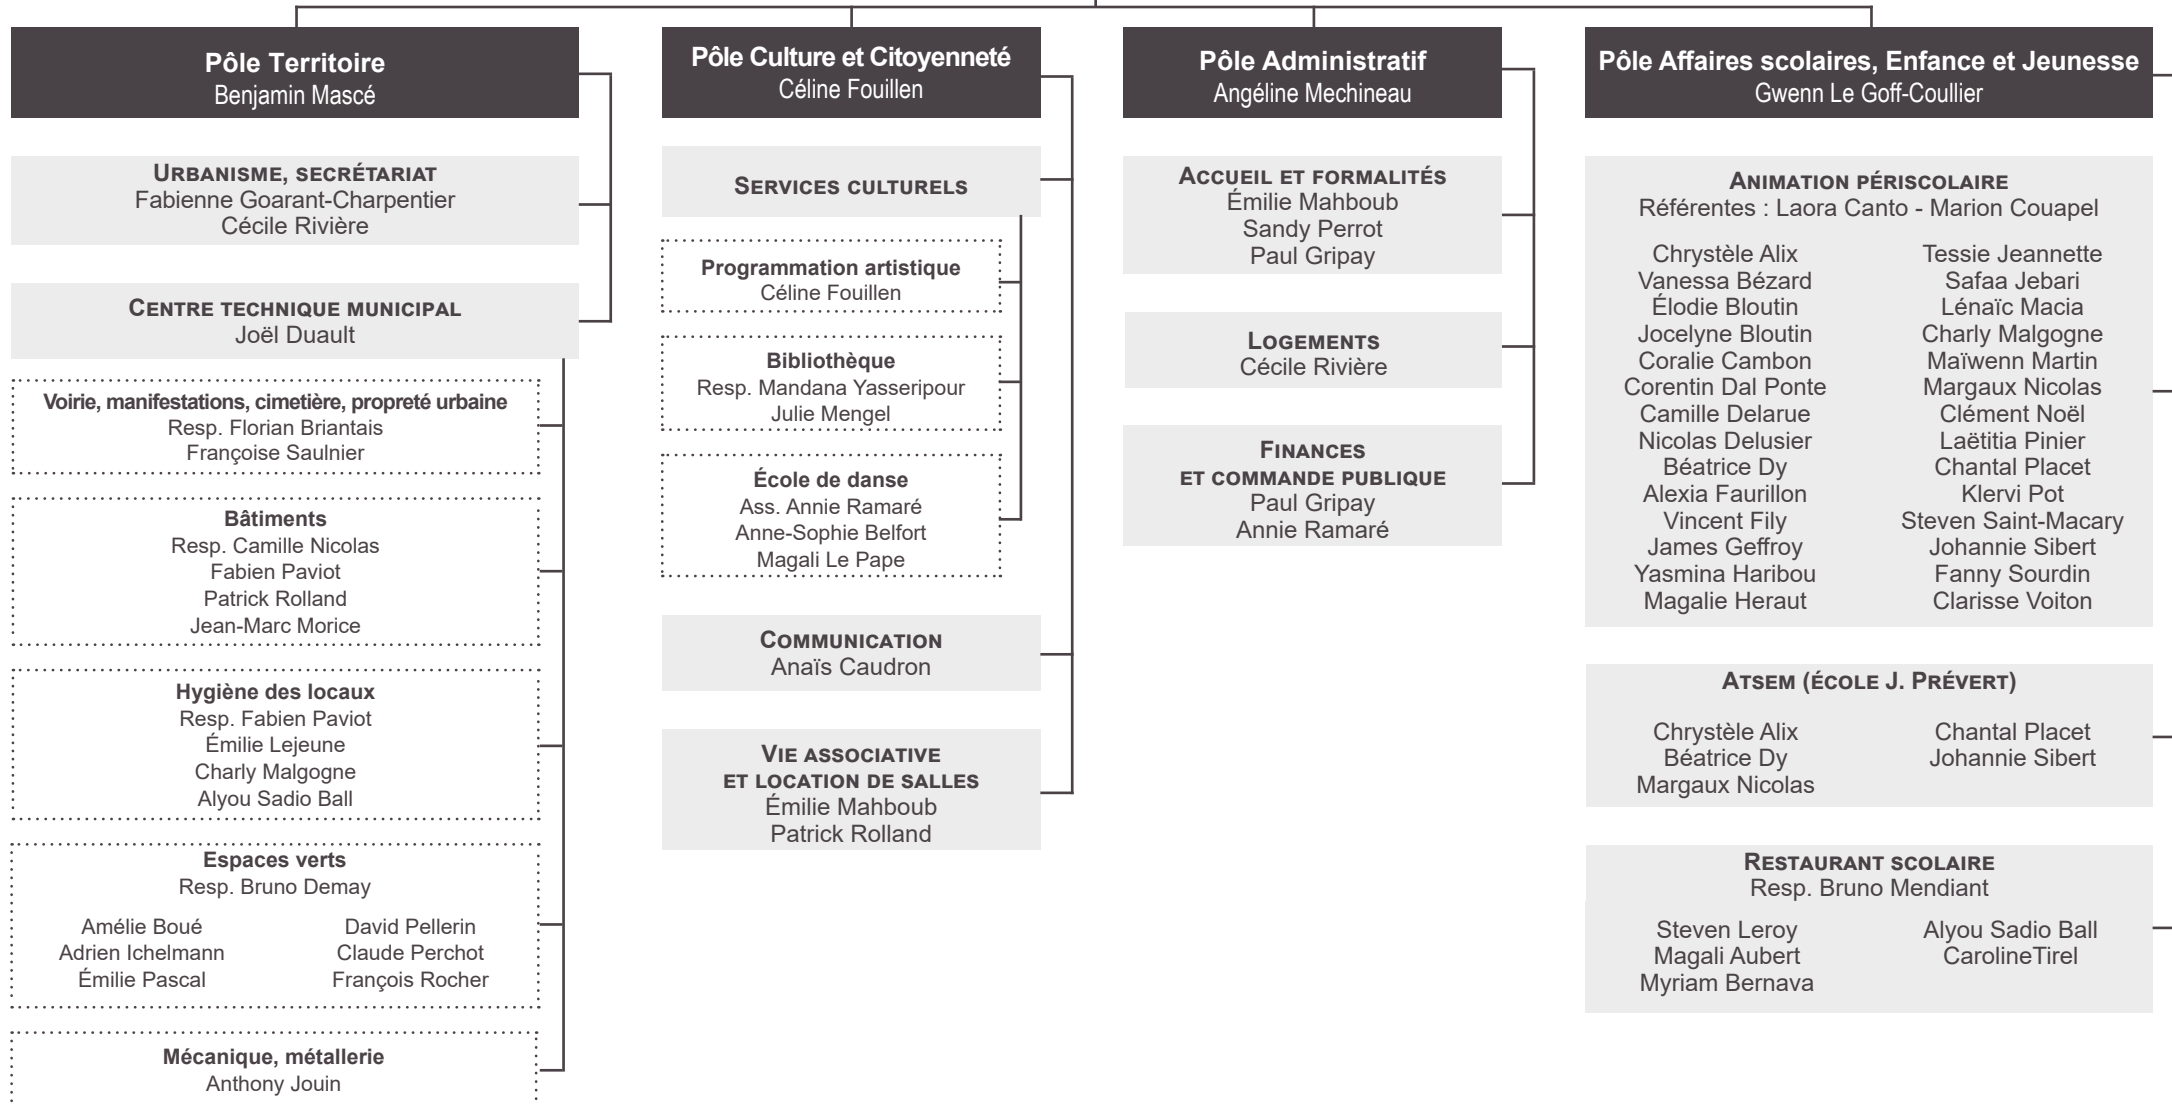 Pôle Territoire
Benjamin Mascé
URBANISME, SECRÉTARIAT
Fabienne Goarant-Charpentier
Cécile Rivière
CENTRE TECHNIQUE MUNICIPAL
Joël Duault
Voirie, manifestations, cimetière, propreté urbaine
Resp. Florian Briantais
Françoise Saulnier
Bâtiments
Resp. Camille Nicolas
Fabien Paviot
Patrick Rolland
Jean-Marc Morice
Hygiène des locaux
Resp. Fabien Paviot
Émilie Lejeune
Charly Malgogne
Alyou Sadio Ball
Espaces verts
Resp. Bruno Demay
Amélie Boué
Adrien Ichelmann
Émilie Pascal
David Pellerin
Claude Perchot
François Rocher
Mécanique, métallerie
Anthony Jouin
Pôle Culture et Citoyenneté
Céline Fouillen
SERVICES CULTURELS
Programmation artistique
Céline Fouillen
Bibliothèque
Resp. Mandana Yasseripour
Julie Mengel
École de danse
Ass. Annie Ramaré
Anne-Sophie Belfort
Magali Le Pape
COMMUNICATION
Anaïs Caudron
VIE ASSOCIATIVE
ET LOCATION DE SALLES
Émilie Mahboub
Patrick Rolland
Pôle Administratif
Angéline Mechineau
ACCUEIL ET FORMALITÉS
Émilie Mahboub
Sandy Perrot
Paul Gripay
LOGEMENTS
Cécile Rivière
FINANCES
ET COMMANDE PUBLIQUE
Paul Gripay
Annie Ramaré
Pôle Affaires scolaires, Enfance et Jeunesse
Gwenn Le Goff-Coullier
ANIMATION PÉRISCOLAIRE
Référentes : Laora Canto - Marion Couapel
Chrystèle Alix
Vanessa Bézard
Élodie Bloutin
Jocelyne Bloutin
Coralie Cambon
Corentin Dal Ponte
Camille Delarue
Nicolas Delusier
Béatrice Dy
Alexia Faurillon
Vincent Fily
James Geffroy
Yasmina Haribou
Magalie Heraut
Tessie Jeannette
Safaa Jebari
Lénaïc Macia
Charly Malgogne
Maïwenn Martin
Margaux Nicolas
Clément Noël
Laëtitia Pinier
Chantal Placet
Klervi Pot
Steven Saint-Macary
Johannie Sibert
Fanny Sourdin
Clarisse Voiton
ATSEM (ÉCOLE J. PRÉVERT)
Chrystèle Alix
Béatrice Dy
Margaux Nicolas
Chantal Placet
Johannie Sibert
RESTAURANT SCOLAIRE
Resp. Bruno Mendiant
Steven Leroy
Magali Aubert
Myriam Bernava
Alyou Sadio Ball
CarolineTirel